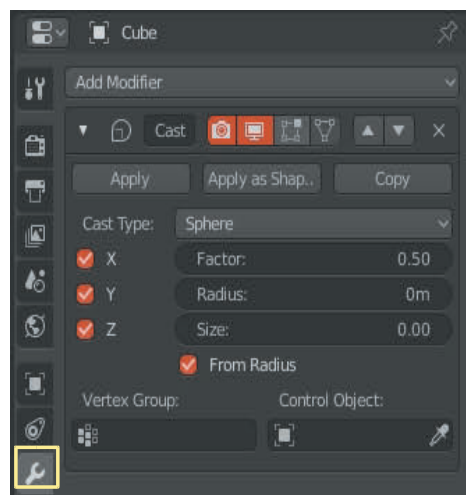 Cube
Add Modifier
Cast
Apply Apply as Shap.. Copy
Cast Type: Sphere
X Factor: 0.50
Y Radius: 0m
Z Size: 0.00
From Radius
Vertex Group: Control Object: